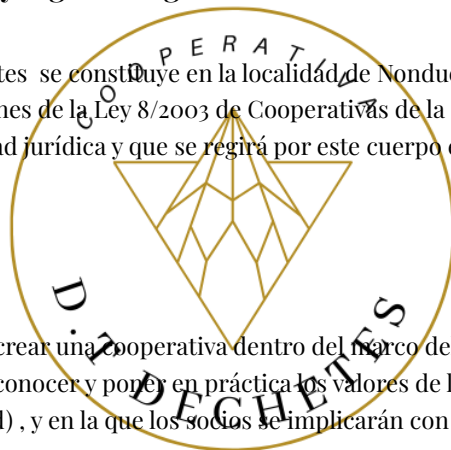 COOPERATIVA
tes se constituye en la localidad de Nondu
nes de la Ley 8/2003 de Cooperativas de la
ad jurídica y que se regirá por este cuerpo
crear una cooperativa dentro del marco de
conocer y poner en práctica los valores de
l) , y en la que los socios se implicarán con
D.T DECHETES